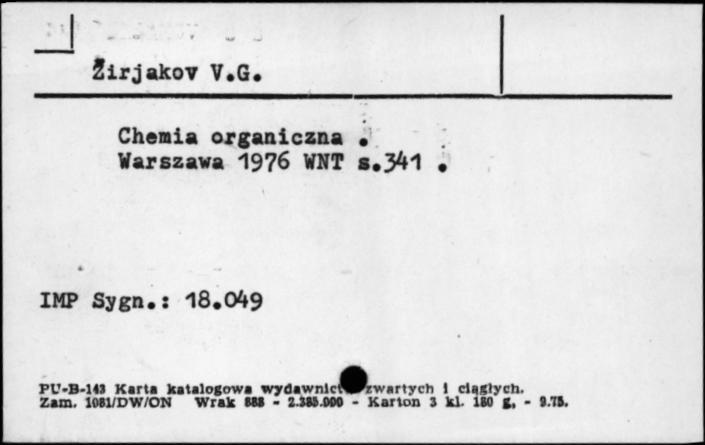 Žirjakov V.G.
Chemia organiczna .
Warszawa 1976 WNT s.341 .
IMP Sygn.: 18.049
PU-B-143 Karta katalogowa wydawnict zwartych i ciągłych.
Zam. 1081/DW/ON Wrak 888 - 2.385.000 - Karton 3 kl. 180 g, - 9.75.